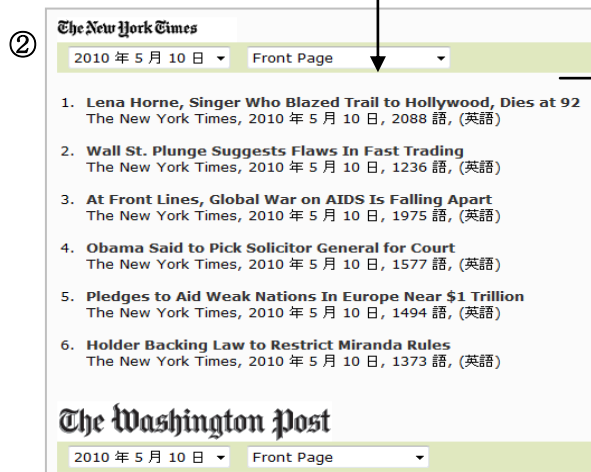 ②
The New York Times
2010 年 5 月 10 日 Front Page
1. Lena Horne, Singer Who Blazed Trail to Hollywood, Dies at 92
The New York Times, 2010 年 5 月 10 日, 2088 語, (英語)
2. Wall St. Plunge Suggests Flaws In Fast Trading
The New York Times, 2010 年 5 月 10 日, 1236 語, (英語)
3. At Front Lines, Global War on AIDS Is Falling Apart
The New York Times, 2010 年 5 月 10 日, 1975 語, (英語)
4. Obama Said to Pick Solicitor General for Court
The New York Times, 2010 年 5 月 10 日, 1577 語, (英語)
5. Pledges to Aid Weak Nations In Europe Near $1 Trillion
The New York Times, 2010 年 5 月 10 日, 1494 語, (英語)
6. Holder Backing Law to Restrict Miranda Rules
The New York Times, 2010 年 5 月 10 日, 1373 語, (英語)
The Washington Post
2010 年 5 月 10 日 Front Page